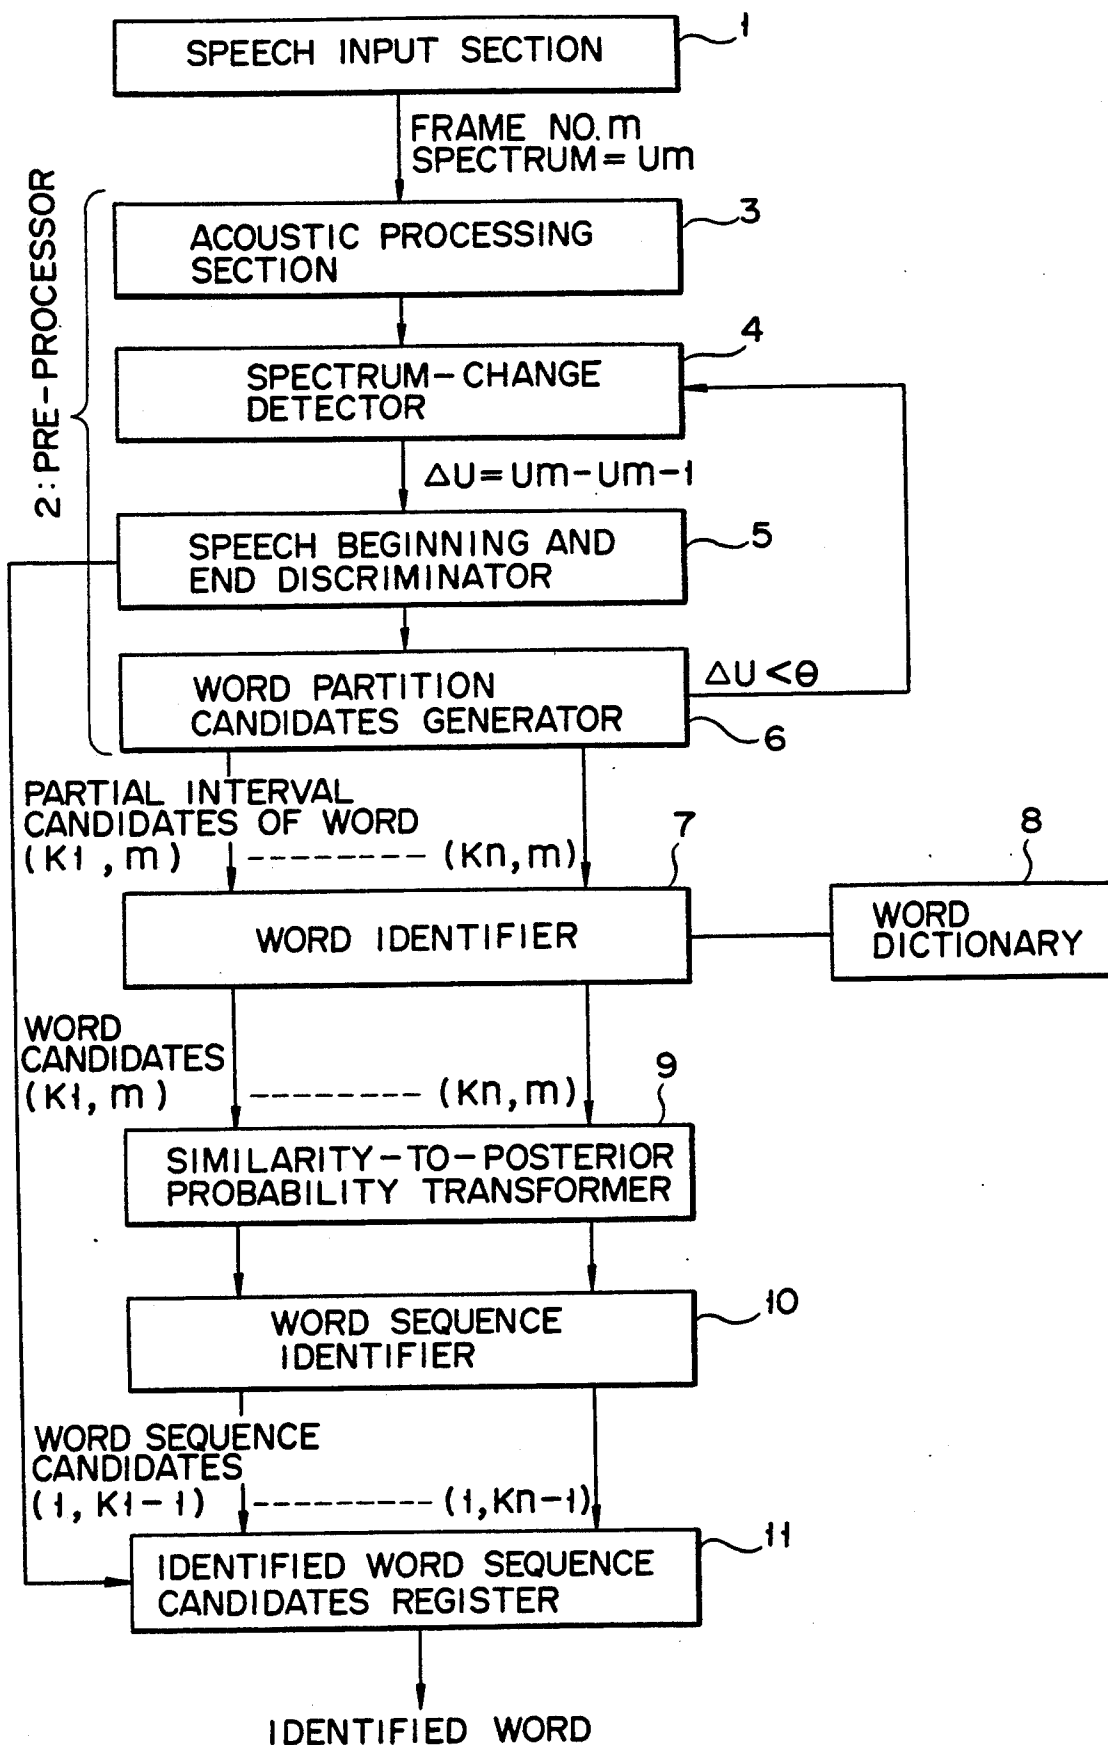 1
SPEECH INPUT SECTION
FRAME NO. m
SPECTRUM = Um
2: PRE-PROCESSOR
3
ACOUSTIC PROCESSING
SECTION
4
SPECTRUM-CHANGE
DETECTOR
ΔU = Um - Um-1
5
SPEECH BEGINNING AND
END DISCRIMINATOR
ΔU < θ
WORD PARTITION
CANDIDATES GENERATOR
6
PARTIAL INTERVAL
CANDIDATES OF WORD
(K1, m) --------- (Kn, m)
7
8
WORD IDENTIFIER
WORD
DICTIONARY
WORD
CANDIDATES
(K1, m) --------- (Kn, m)
9
SIMILARITY-TO-POSTERIOR
PROBABILITY TRANSFORMER
10
WORD SEQUENCE
IDENTIFIER
WORD SEQUENCE
CANDIDATES
(1, K1-1) --------- (1, Kn-1)
11
IDENTIFIED WORD SEQUENCE
CANDIDATES REGISTER
IDENTIFIED WORD